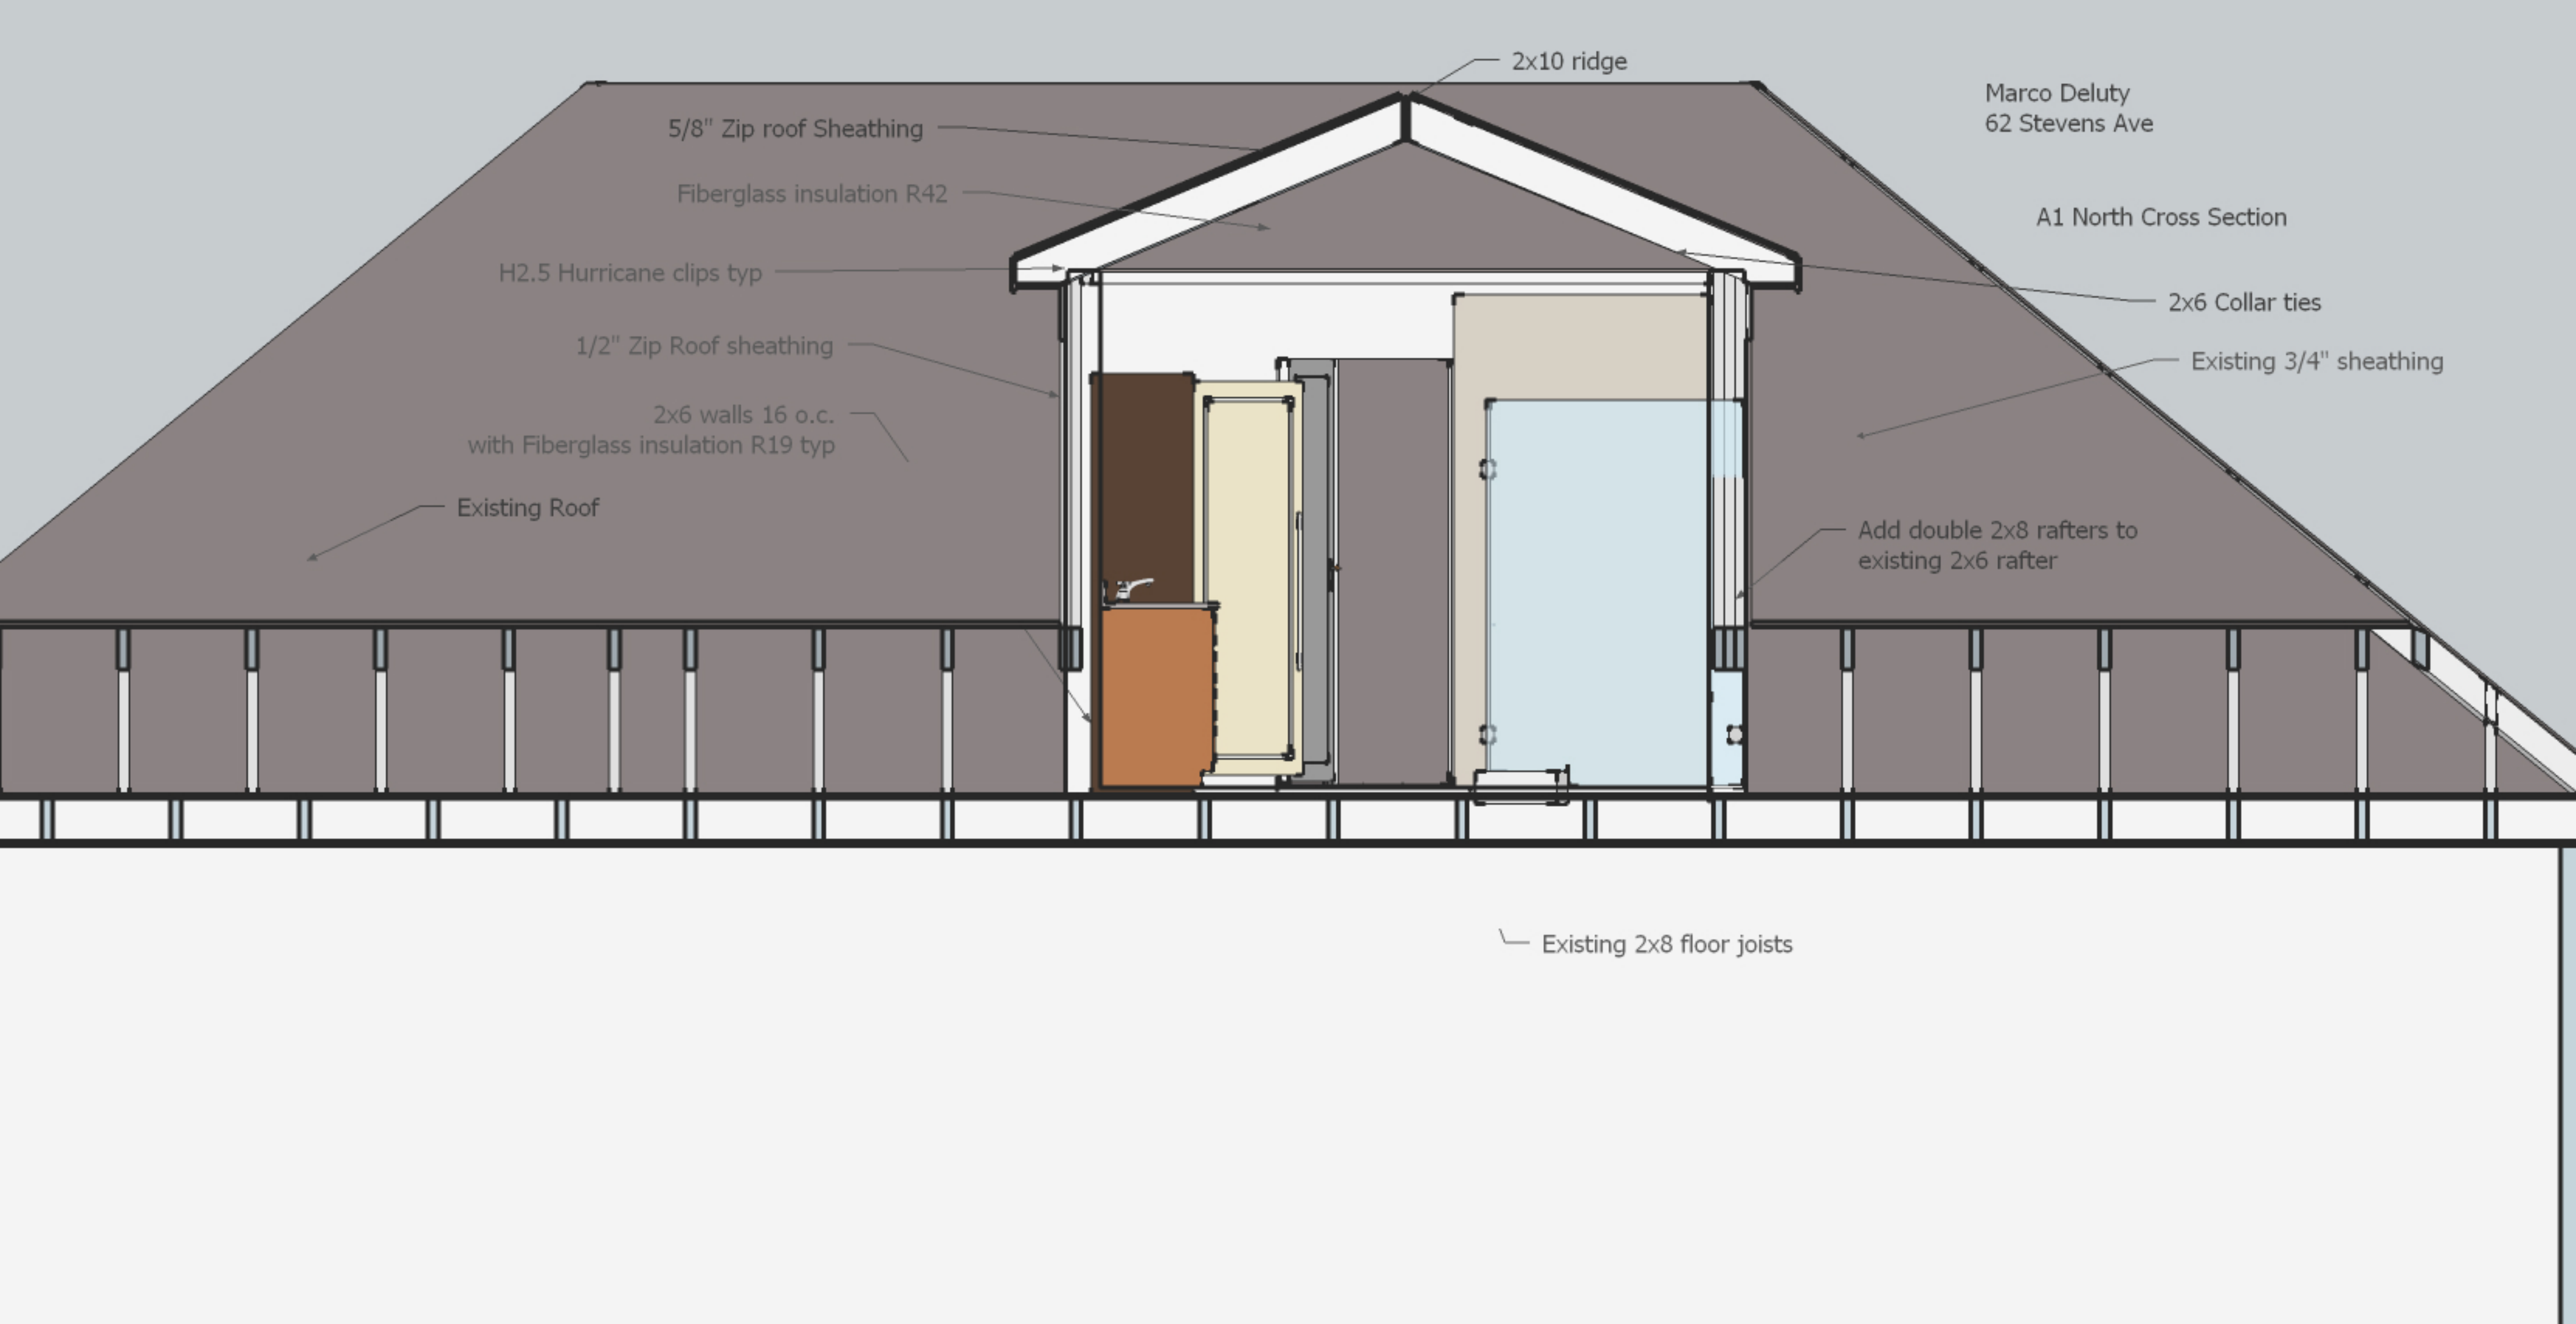 2x10 ridge
Marco Deluty
62 Stevens Ave
5/8" Zip roof Sheathing
Fiberglass insulation R42
A1 North Cross Section
H2.5 Hurricane clips typ
2x6 Collar ties
1/2" Zip Roof sheathing
Existing 3/4" sheathing
2x6 walls 16 o.c.
with Fiberglass insulation R19 typ
Existing Roof
Add double 2x8 rafters to
existing 2x6 rafter
Existing 2x8 floor joists